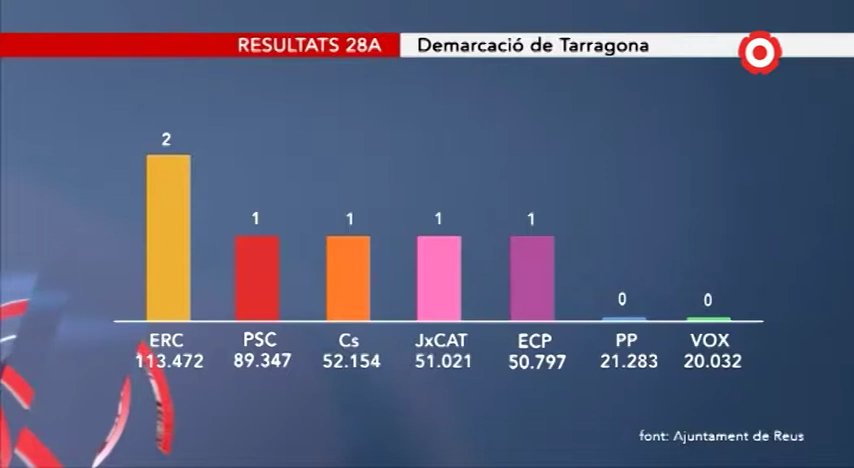 RESULTATS 28A Demarcació de Tarragona
2
1 1 1 1
0 0
ERC PSC Cs JxCAT ECP PP VOX
113.472 89.347 52.154 51.021 50.797 21.283 20.032
font: Ajuntament de Reus